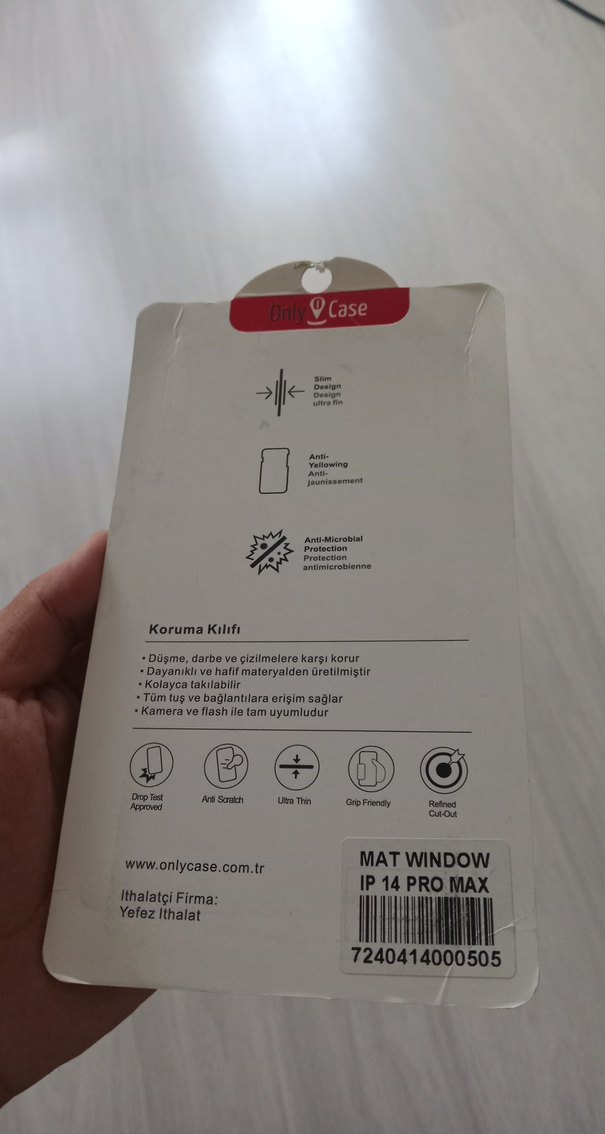 Only Case
Slim
Design
Design
ultra fin
Anti-
Yellowing
Anti-
jaunissement
Anti-Microbial
Protection
Protection
antimicrobienne
Koruma Kılıfı
• Düşme, darbe ve çizilmelere karşı korur
• Dayanıklı ve hafif materyalden üretilmiştir
• Kolayca takılabilir
• Tüm tuş ve bağlantılara erişim sağlar
• Kamera ve flash ile tam uyumludur
Drop Test
Approved
Anti Scratch
Ultra Thin
Grip Friendly
Refined
Cut-Out
www.onlycase.com.tr
Ithalatçi Firma:
Yefez Ithalat
MAT WINDOW
IP 14 PRO MAX
7240414000505